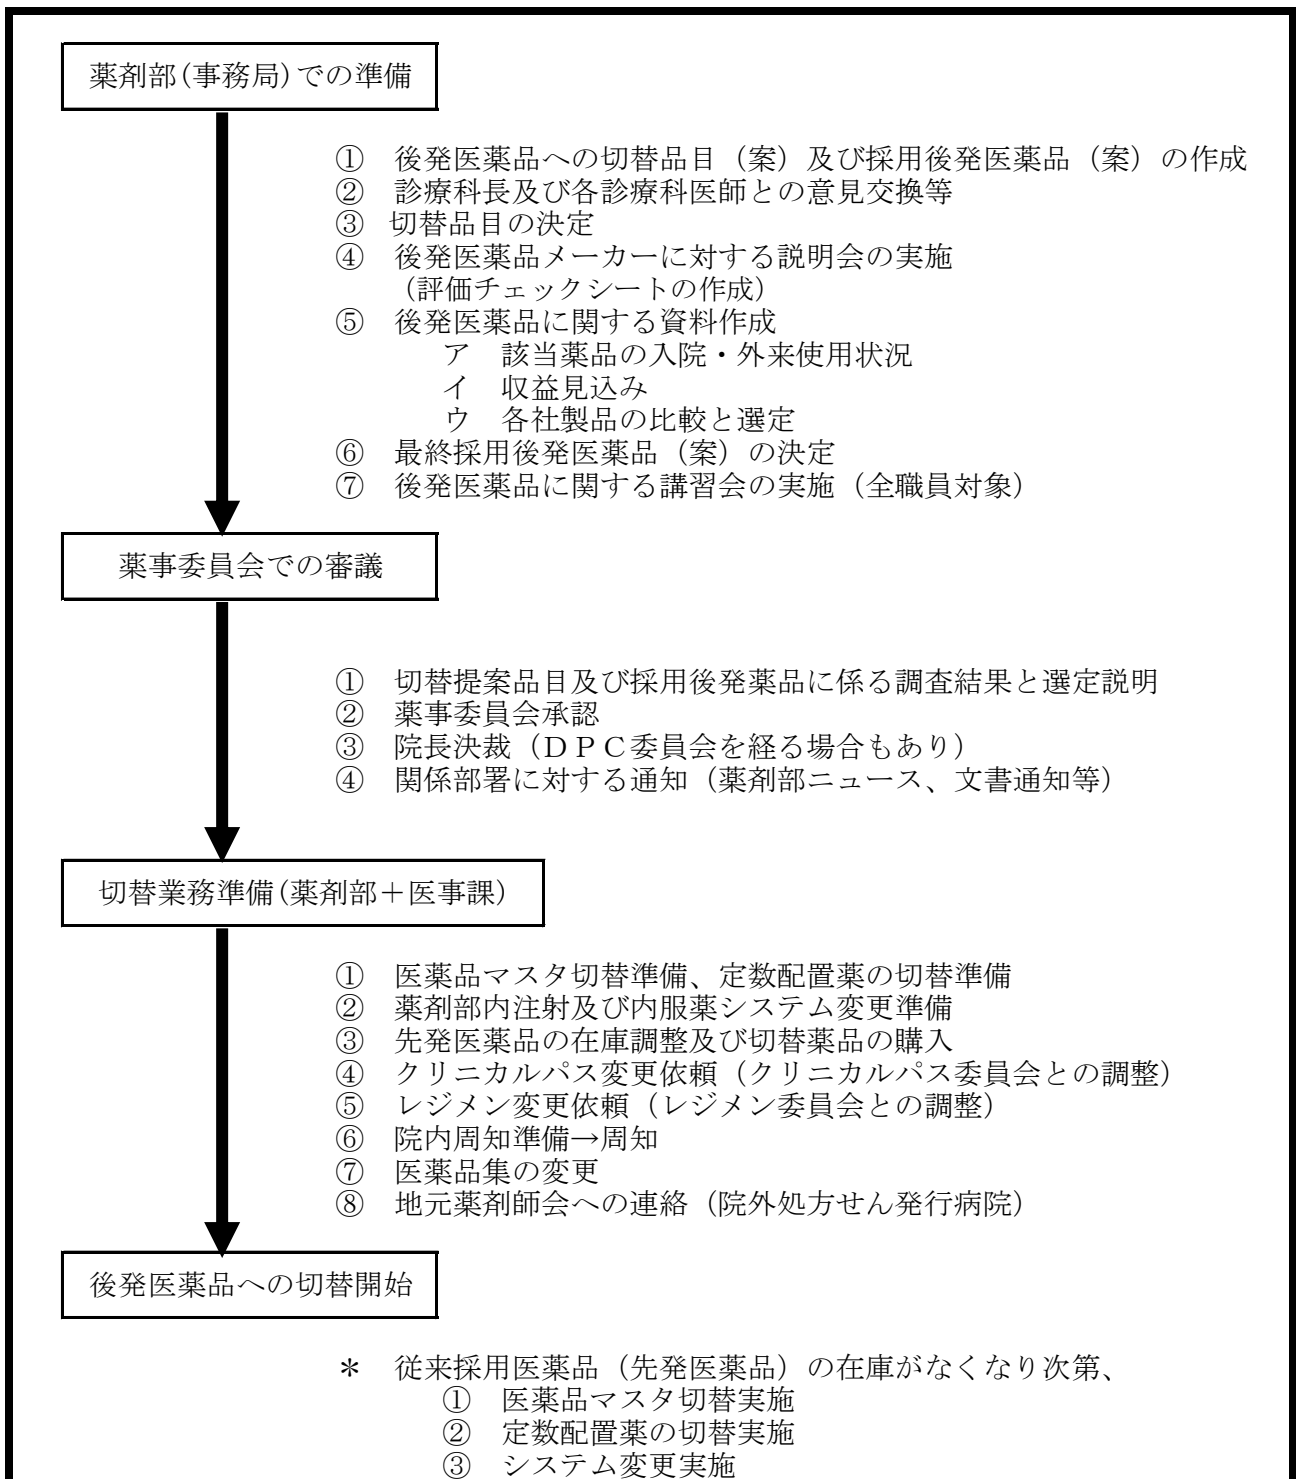 薬剤部(事務局)での準備
① 後発医薬品への切替品目（案）及び採用後発医薬品（案）の作成
② 診療科長及び各診療科医師との意見交換等
③ 切替品目の決定
④ 後発医薬品メーカーに対する説明会の実施
（評価チェックシートの作成）
⑤ 後発医薬品に関する資料作成
ア 該当薬品の入院・外来使用状況
イ 収益見込み
ウ 各社製品の比較と選定
⑥ 最終採用後発医薬品（案）の決定
⑦ 後発医薬品に関する講習会の実施（全職員対象）
薬事委員会での審議
① 切替提案品目及び採用後発薬品に係る調査結果と選定説明
② 薬事委員会承認
③ 院長決裁（ＤＰＣ委員会を経る場合もあり）
④ 関係部署に対する通知（薬剤部ニュース、文書通知等）
切替業務準備(薬剤部＋医事課)
① 医薬品マスタ切替準備、定数配置薬の切替準備
② 薬剤部内注射及び内服薬システム変更準備
③ 先発医薬品の在庫調整及び切替薬品の購入
④ クリニカルパス変更依頼（クリニカルパス委員会との調整）
⑤ レジメン変更依頼（レジメン委員会との調整）
⑥ 院内周知準備→周知
⑦ 医薬品集の変更
⑧ 地元薬剤師会への連絡（院外処方せん発行病院）
後発医薬品への切替開始
＊ 従来採用医薬品（先発医薬品）の在庫がなくなり次第、
① 医薬品マスタ切替実施
② 定数配置薬の切替実施
③ システム変更実施